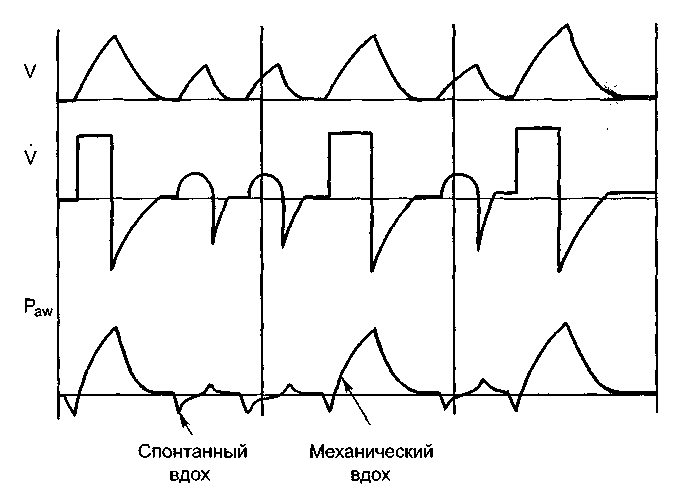 V
V̇
Paw
Спонтанный
вдох
Механический
вдох